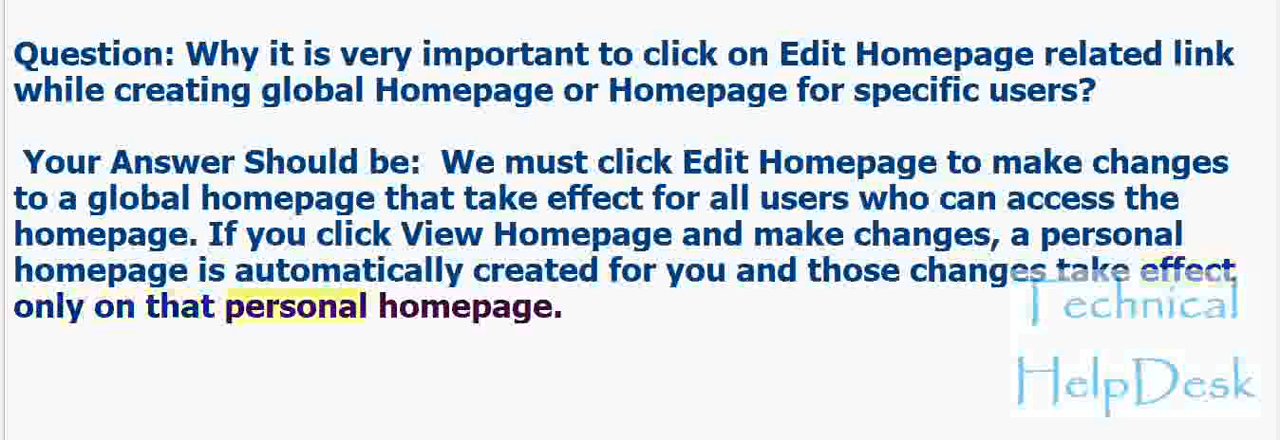 Question: Why it is very important to click on Edit Homepage related link
while creating global Homepage or Homepage for specific users?
Your Answer Should be:  We must click Edit Homepage to make changes
to a global homepage that take effect for all users who can access the
homepage. If you click View Homepage and make changes, a personal
homepage is automatically created for you and those changes take effect
only on that personal homepage.
Technical
HelpDesk